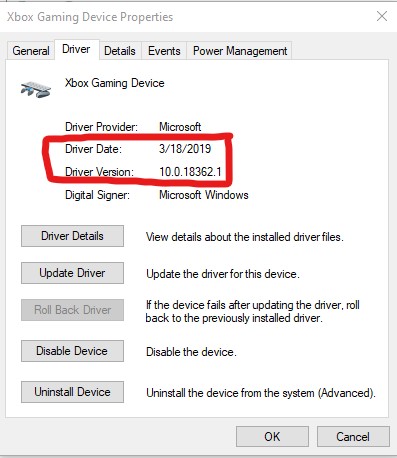 Xbox Gaming Device Properties
General Driver Details Events Power Management
Xbox Gaming Device
Driver Provider: Microsoft
Driver Date: 3/18/2019
Driver Version: 10.0.18362.1
Digital Signer: Microsoft Windows
Driver Details View details about the installed driver files.
Update Driver Update the driver for this device.
Roll Back Driver If the device fails after updating the driver, roll
back to the previously installed driver.
Disable Device Disable the device.
Uninstall Device Uninstall the device from the system (Advanced).
OK Cancel